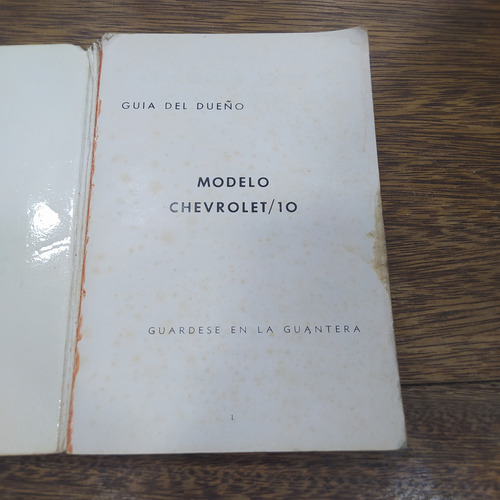 GUIA DEL DUEÑO
MODELO
CHEVROLET/10
GUARDESE EN LA GUANTERA
1